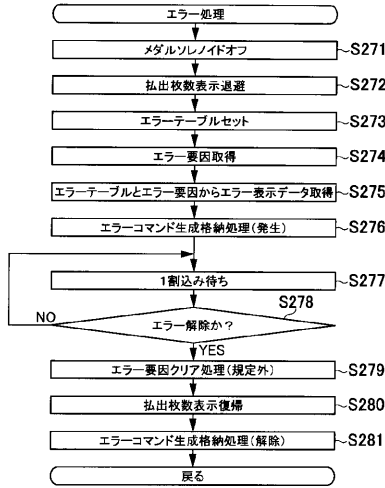 エラー処理
メダルソレノイドオフ ~S271
払出枚数表示退避 ~S272
エラーテーブルセット ~S273
エラー要因取得 ~S274
エラーテーブルとエラー要因からエラー表示データ取得 ~S275
エラーコマンド生成格納処理(発生) ~S276
1割込み待ち ~S277
S278
NO エラー解除か?
YES
エラー要因クリア処理(規定外) ~S279
払出枚数表示復帰 ~S280
エラーコマンド生成格納処理(解除) ~S281
戻る